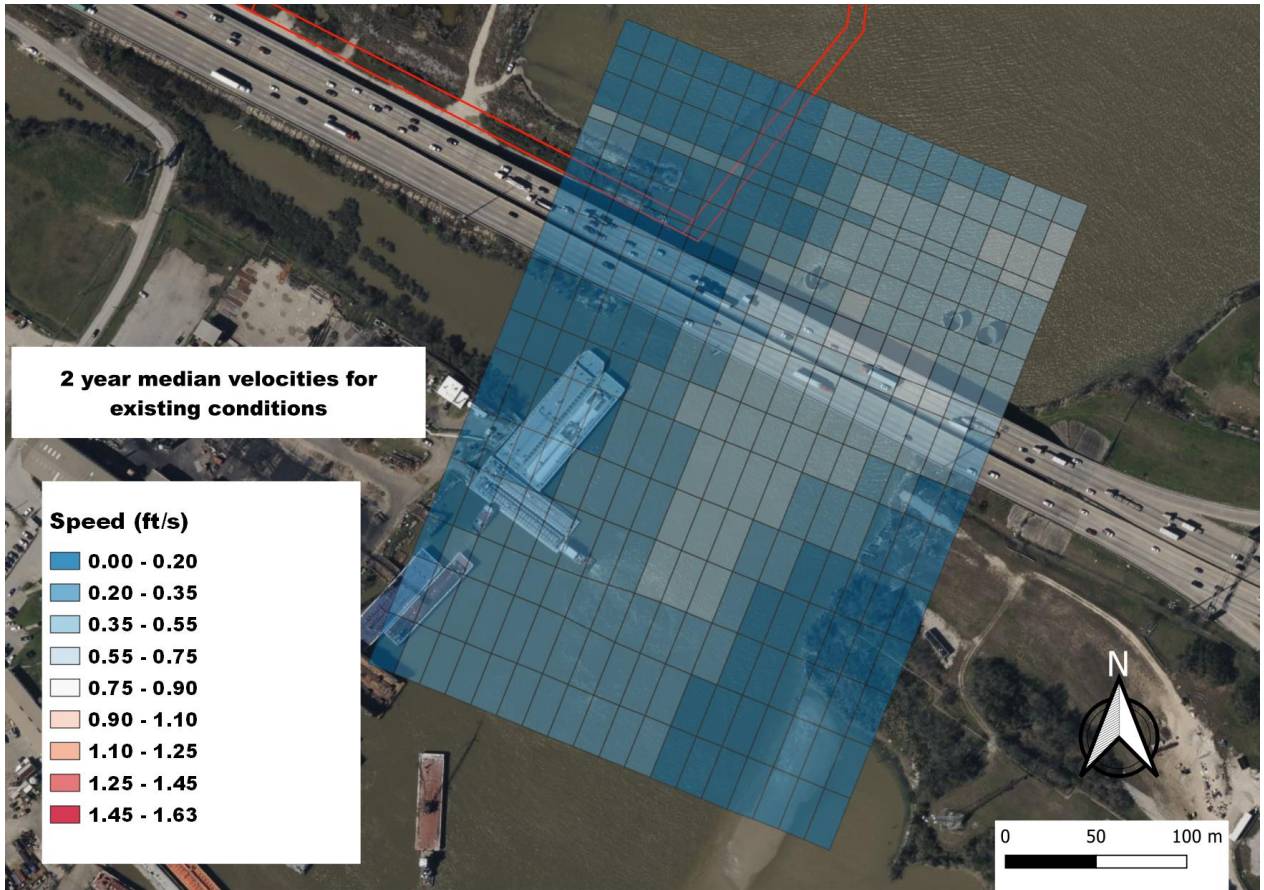 2 year median velocities for
existing conditions
Speed (ft/s)
0.00 - 0.20
0.20 - 0.35
0.35 - 0.55
0.55 - 0.75
0.75 - 0.90
0.90 - 1.10
1.10 - 1.25
1.25 - 1.45
1.45 - 1.63
N
0 50 100 m